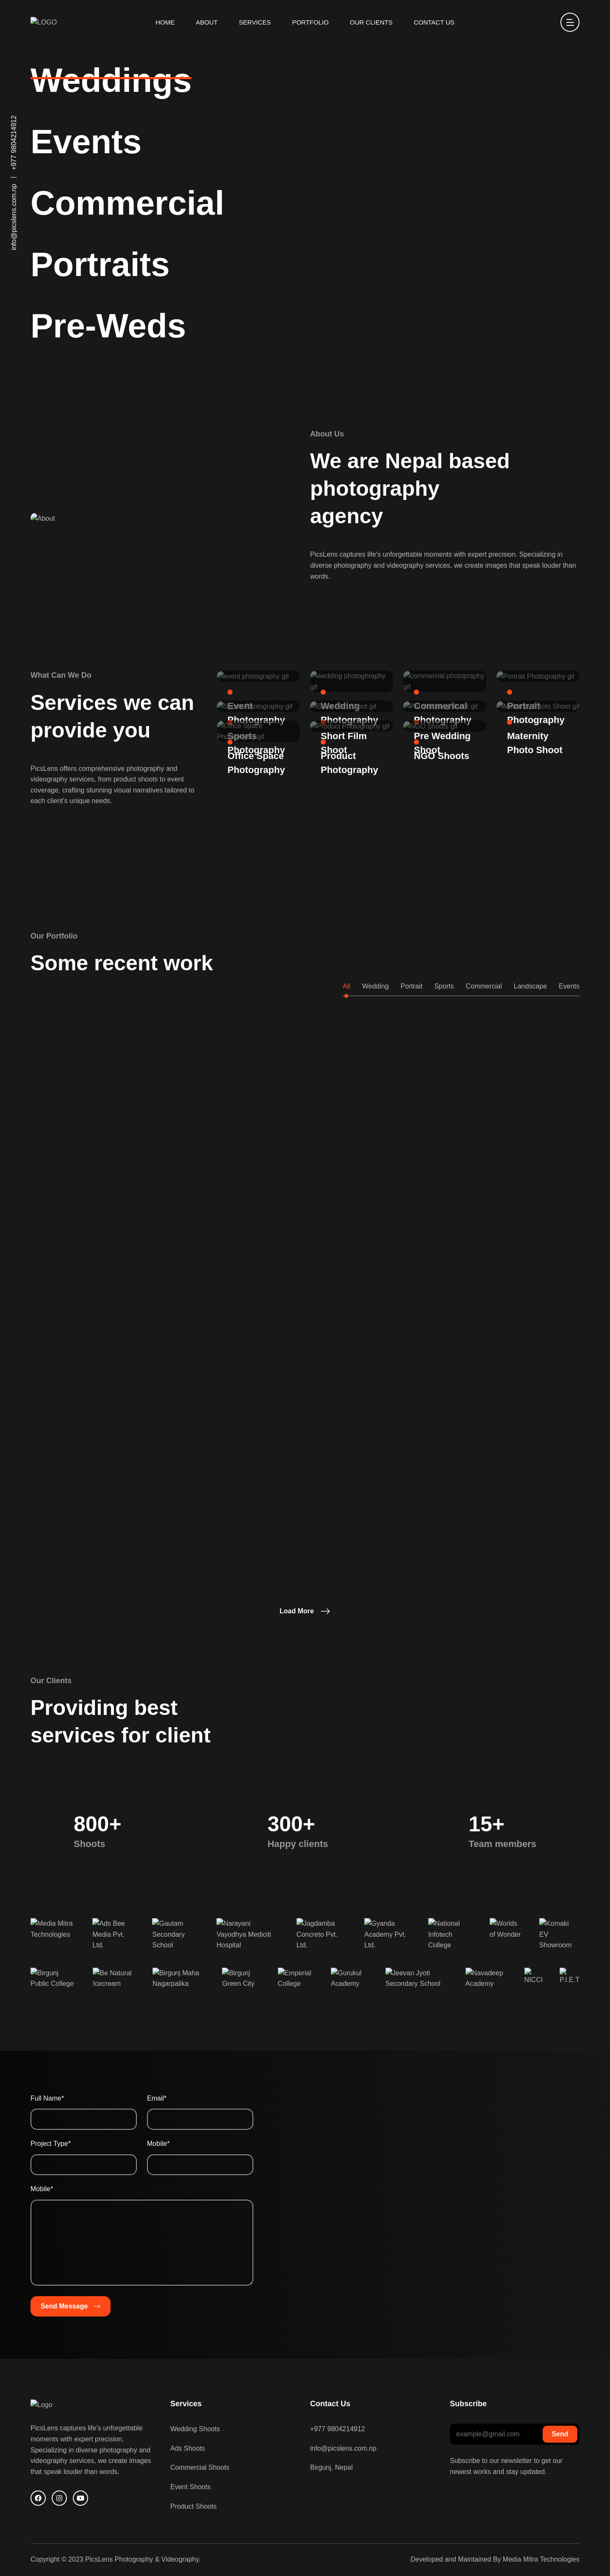 LOGO
HOME
ABOUT
SERVICES
PORTFOLIO
OUR CLIENTS
CONTACT US
info@picslens.com.np | +977 9804214912
Weddings
Events
Commercial
Portraits
Pre-Weds
About
About Us
We are Nepal based
photography
agency
PicsLens captures life's unforgettable moments with expert precision. Specializing in
diverse photography and videography services, we create images that speak louder than
words.
What Can We Do
Services we can
provide you
PicsLens offers comprehensive photography and
videography services, from product shoots to event
coverage, crafting stunning visual narratives tailored to
each client's unique needs.
event photography gif
Event
Photography
wedding photoghraphy
gif
Wedding
Photography
commercial photopraphy
gif
Commerical
Photography
Portrait Photography gif
Portrait
Photography
Sports
Photography
Short Film
Shoot
Pre Wedding
Shoot
Maternity
Photo Shoot
Office Space
Photography
Product Photography gif
Product
Photography
NGO Shoots gif
NGO Shoots
Our Portfolio
Some recent work
All
Wedding
Portrait
Sports
Commercial
Landscape
Events
Load More
Our Clients
Providing best
services for client
800+
Shoots
300+
Happy clients
15+
Team members
Media Mitra
Technologies
Ads Bee
Media Pvt.
Ltd.
Gautam
Secondary
School
Narayani
Vayodhya Mediciti
Hospital
Jagdamba
Concreto Pvt.
Ltd.
Gyanda
Academy Pvt.
Ltd.
National
Infotech
College
Worlds
of Wonder
Komaki
EV
Showroom
Birgunj
Public College
Be Natural
Icecream
Birgunj Maha
Nagarpalika
Birgunj
Green City
Emperial
College
Gurukul
Academy
Jeevan Jyoti
Secondary School
Navadeep
Academy
NICCI
P.I.E.T
Full Name*
Email*
Project Type*
Mobile*
Mobile*
Send Message
Logo
PicsLens captures life's unforgettable
moments with expert precision.
Specializing in diverse photography and
videography services, we create images
that speak louder than words.
Services
Wedding Shoots
Ads Shoots
Commercial Shoots
Event Shoots
Product Shoots
Contact Us
+977 9804214912
info@picslens.com.np
Birgunj, Nepal
Subscribe
example@gmail.com
Send
Subscribe to our newsletter to get our
newest works and stay updated.
Copyright © 2023 PicsLens Photography & Videography.
Developed and Maintained By Media Mitra Technologies